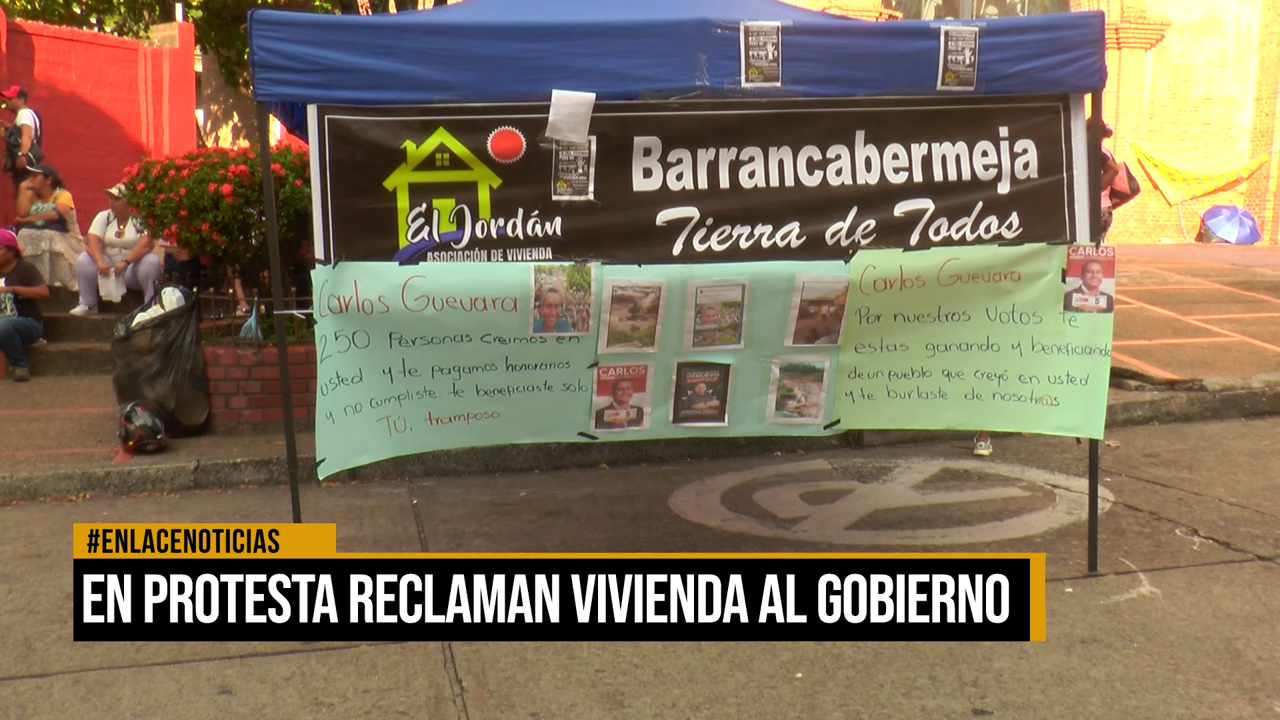 Barrancabermeja
Tierra de Todos
El Jordán
ASOCIACIÓN DE VIVIENDA
Carlos Guevara
250 Personas creimos en
usted y te pagamos honorarios
y no cumpliste. te beneficiaste solo
TÚ, tramposo
CARLOS
CARLOS
Carlos Guevara
Por nuestros Votos Te
estas ganando y beneficiando
de un pueblo que creyó en usted
y te burlaste de nosotr@s
#ENLACENOTICIAS
EN PROTESTA RECLAMAN VIVIENDA AL GOBIERNO